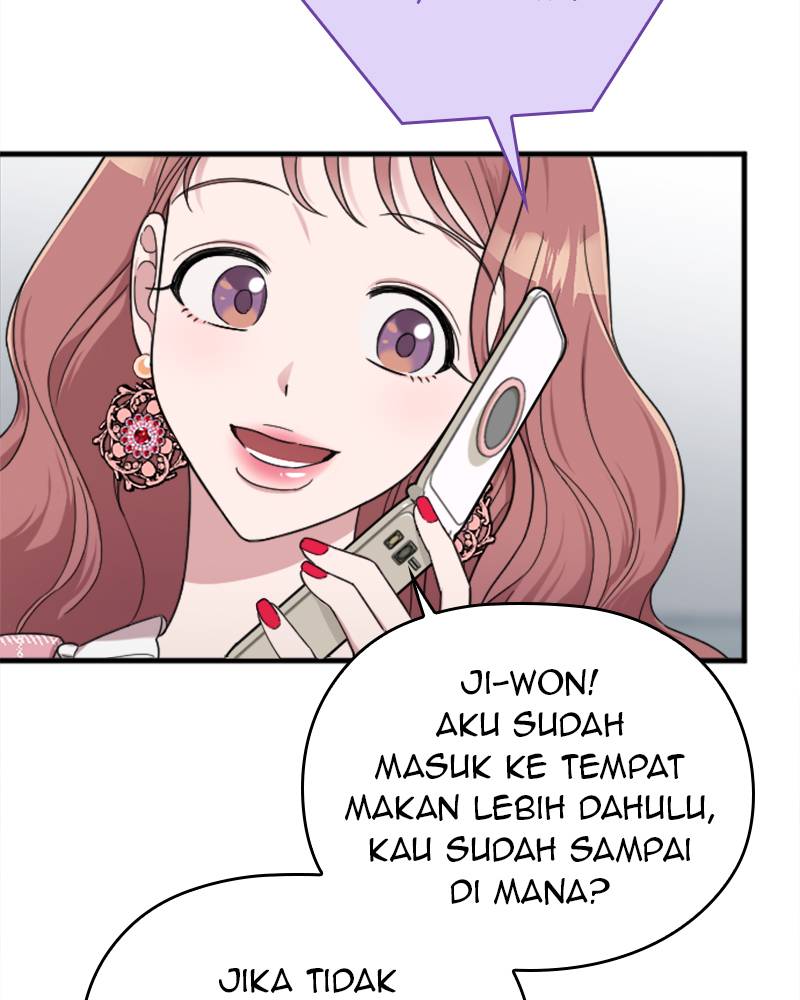 JI-WON!
AKU SUDAH
MASUK KE TEMPAT
MAKAN LEBIH DAHULU,
KAU SUDAH SAMPAI
DI MANA?
JIKA TIDAK